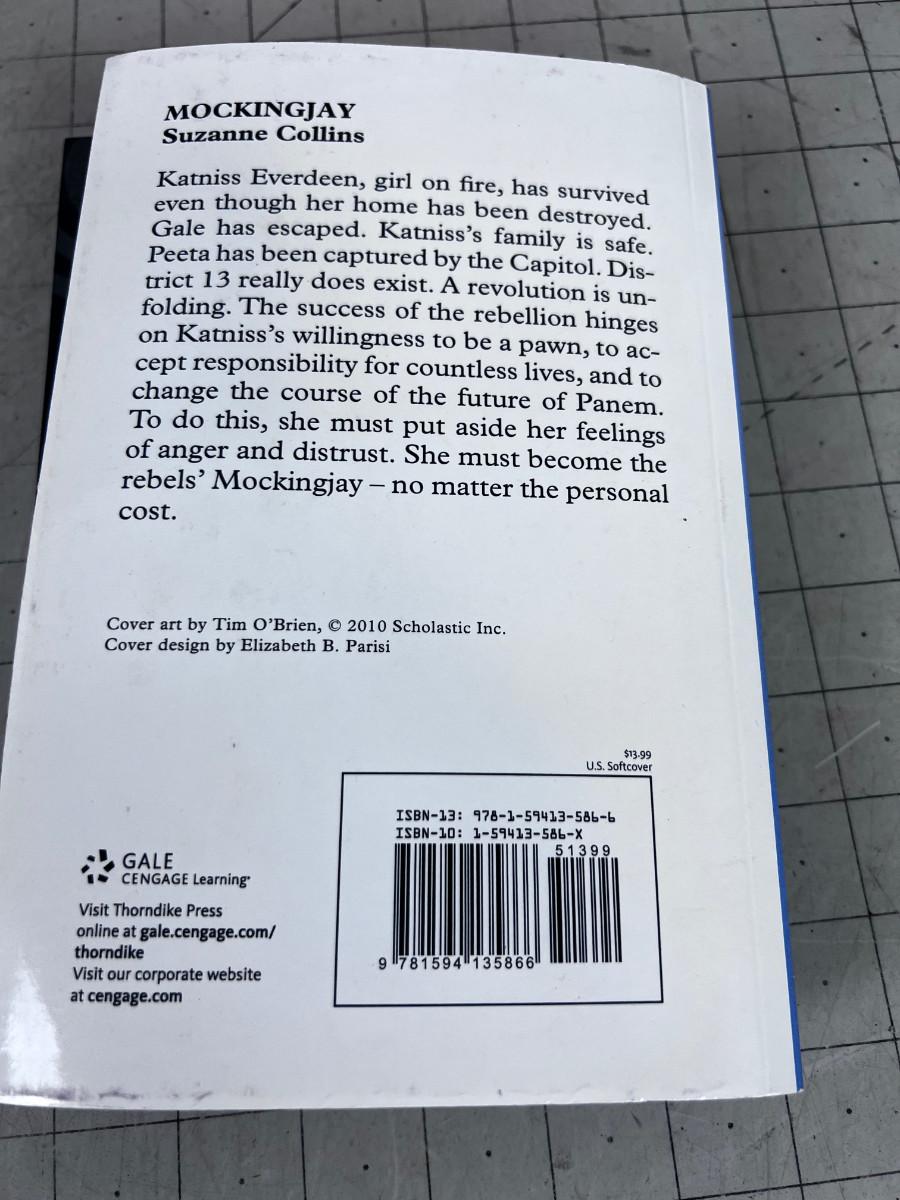 MOCKINGJAY
Suzanne Collins
Katniss Everdeen, girl on fire, has survived
even though her home has been destroyed.
Gale has escaped. Katniss's family is safe.
Peeta has been captured by the Capitol. Dis-
trict 13 really does exist. A revolution is un-
folding. The success of the rebellion hinges
on Katniss's willingness to be a pawn, to ac-
cept responsibility for countless lives, and to
change the course of the future of Panem.
To do this, she must put aside her feelings
of anger and distrust. She must become the
rebels' Mockingjay – no matter the personal
cost.
Cover art by Tim O'Brien, © 2010 Scholastic Inc.
Cover design by Elizabeth B. Parisi
$13.99
U.S. Softcover
ISBN-13: 978-1-59413-586-6
ISBN-10: 1-59413-586-X
51399
9 781594 135866
GALE
CENGAGE Learning·
Visit Thorndike Press
online at gale.cengage.com/
thorndike
Visit our corporate website
at cengage.com